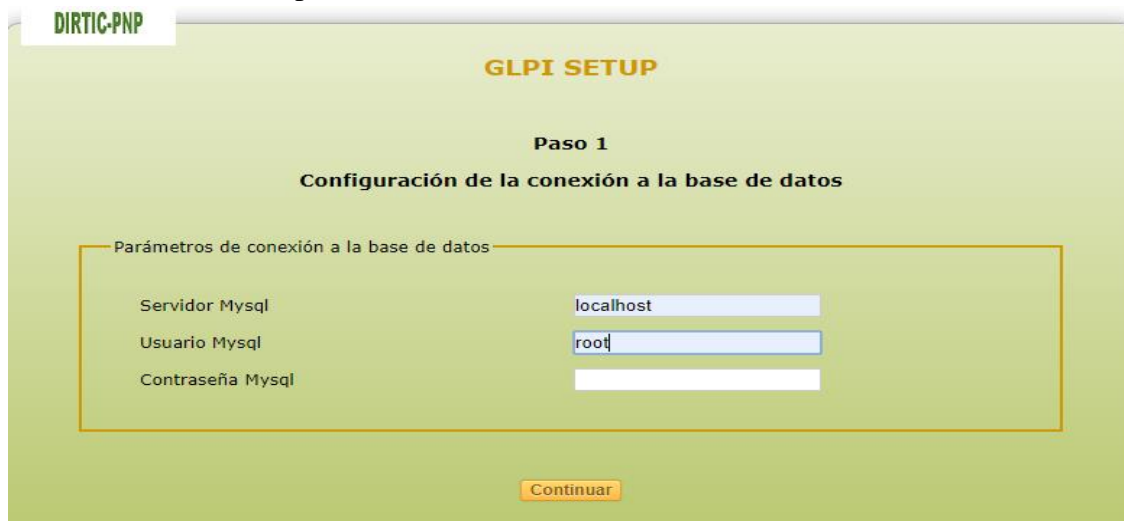 DIRTIC-PNP
GLPI SETUP
Paso 1
Configuración de la conexión a la base de datos
Parámetros de conexión a la base de datos
Servidor Mysql localhost
Usuario Mysql root
Contraseña Mysql
Continuar